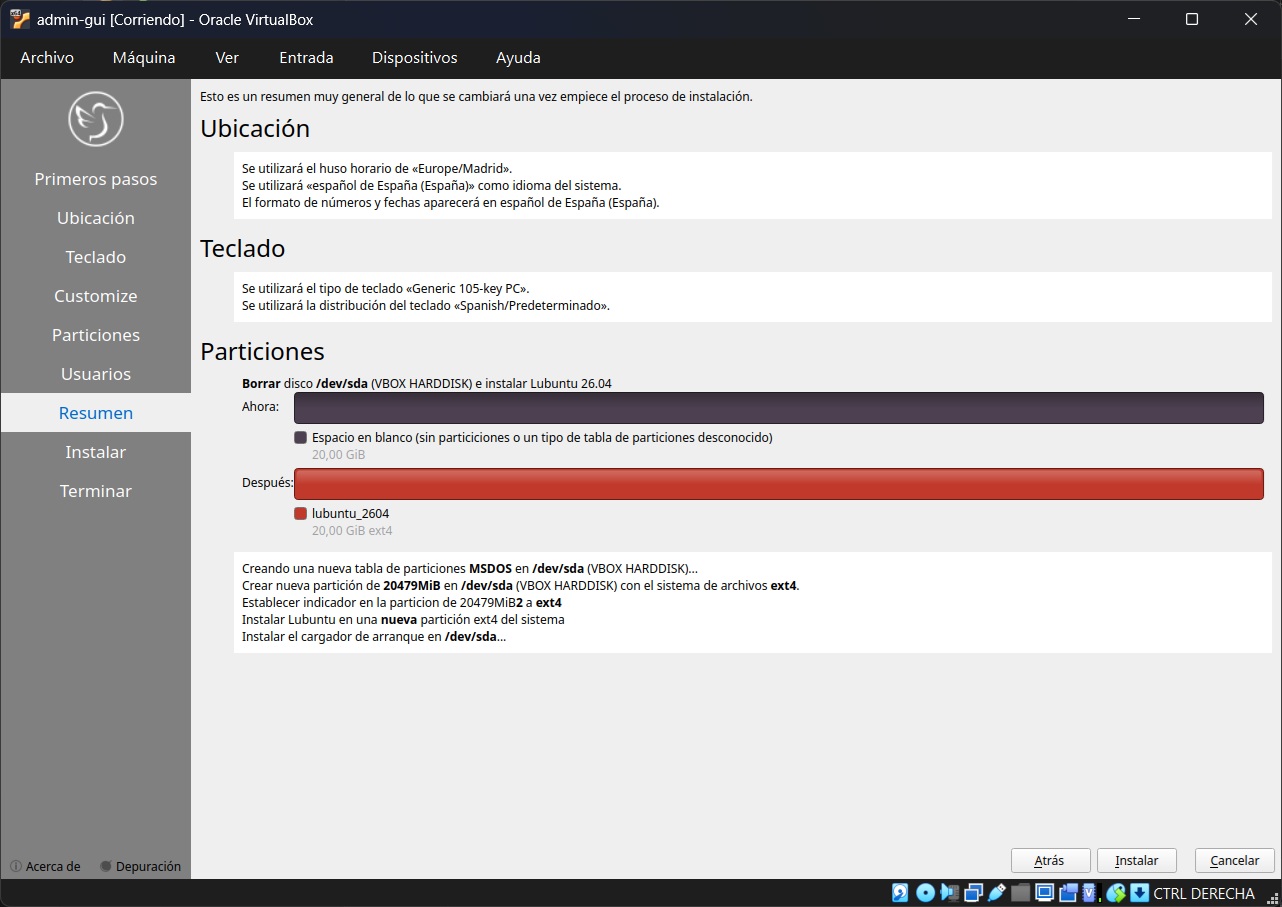 admin-gui [Corriendo] - Oracle VirtualBox
Archivo Máquina Ver Entrada Dispositivos Ayuda
Primeros pasos
Ubicación
Teclado
Customize
Particiones
Usuarios
Resumen
Instalar
Terminar
Acerca de Depuración
Esto es un resumen muy general de lo que se cambiará una vez empiece el proceso de instalación.
Ubicación
Se utilizará el huso horario de «Europe/Madrid».
Se utilizará «español de España (España)» como idioma del sistema.
El formato de números y fechas aparecerá en español de España (España).
Teclado
Se utilizará el tipo de teclado «Generic 105-key PC».
Se utilizará la distribución del teclado «Spanish/Predeterminado».
Particiones
Borrar disco /dev/sda (VBOX HARDDISK) e instalar Lubuntu 26.04
Ahora:
Espacio en blanco (sin particiciones o un tipo de tabla de particiones desconocido)
20,00 GiB
Después:
lubuntu_2604
20,00 GiB ext4
Creando una nueva tabla de particiones MSDOS en /dev/sda (VBOX HARDDISK)...
Crear nueva partición de 20479MiB en /dev/sda (VBOX HARDDISK) con el sistema de archivos ext4.
Establecer indicador en la particion de 20479MiB2 a ext4
Instalar Lubuntu en una nueva partición ext4 del sistema
Instalar el cargador de arranque en /dev/sda...
Atrás Instalar Cancelar
CTRL DERECHA